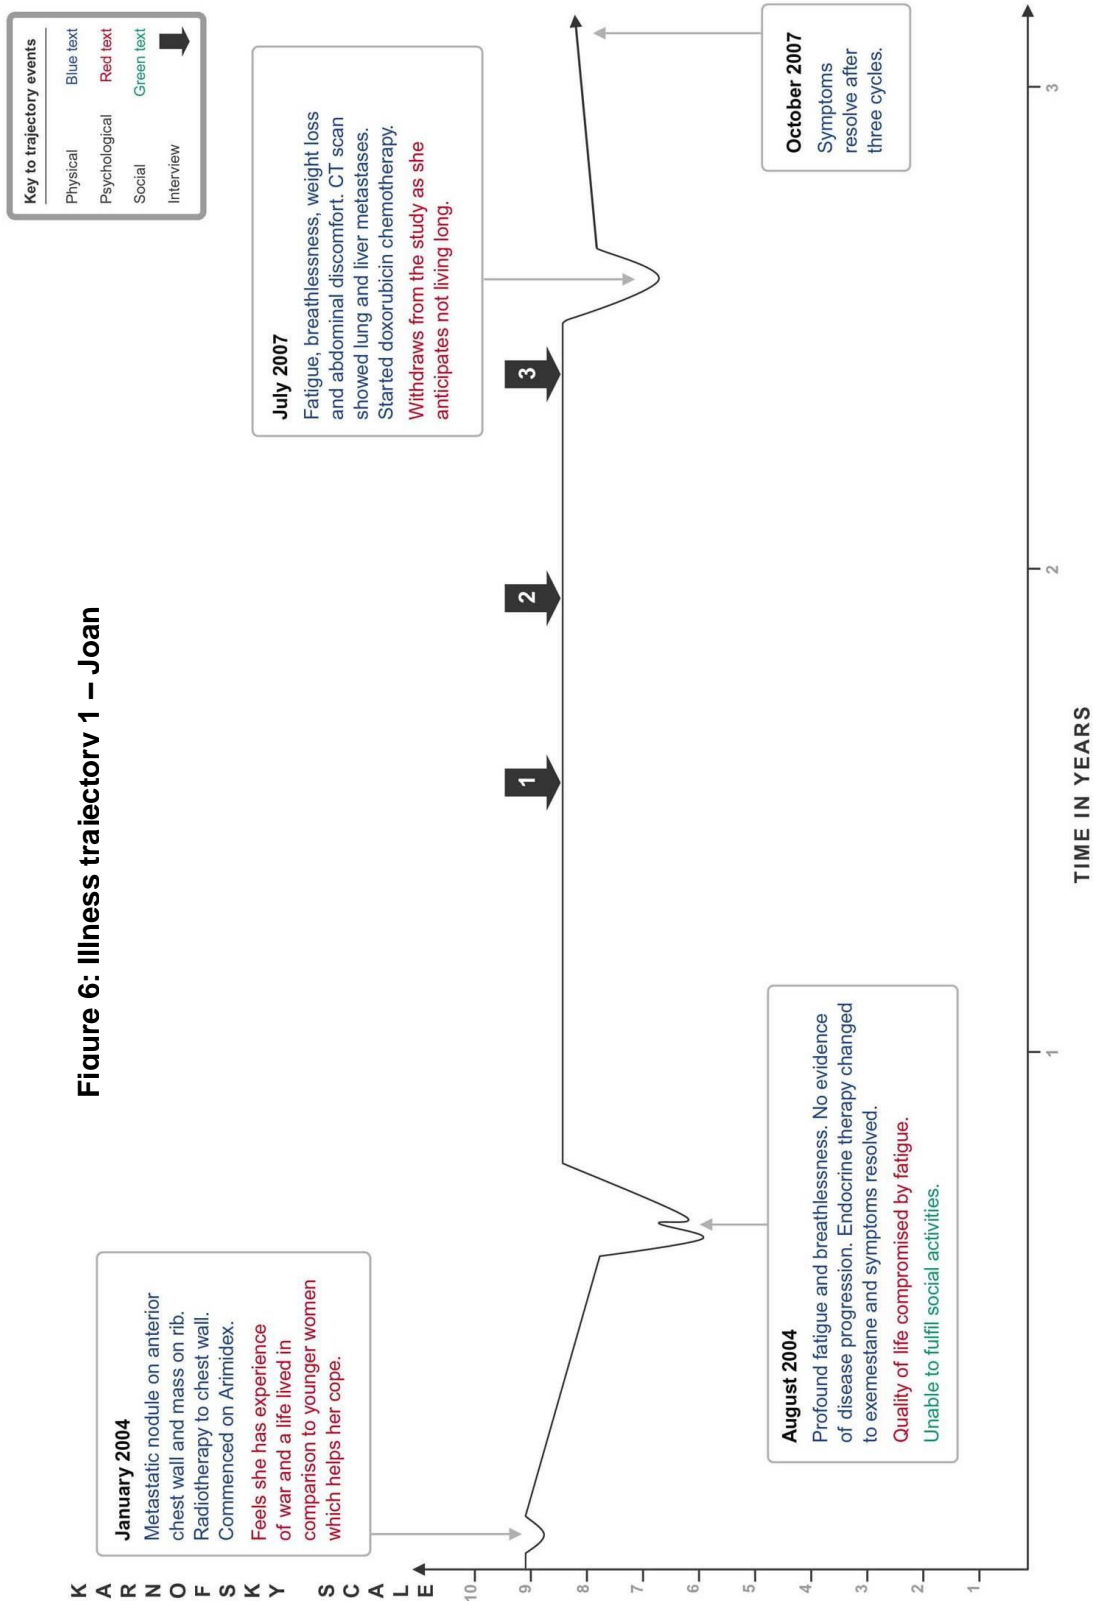 Figure 6: Illness trajectory 1 – Joan
Key to trajectory events
Physical Blue text
Psychological Red text
Social Green text
Interview
KARNOFSKY SCALE
10
9
8
7
6
5
4
3
2
1
January 2004
Metastatic nodule on anterior
chest wall and mass on rib.
Radiotherapy to chest wall.
Commenced on Arimidex.
Feels she has experience
of war and a life lived in
comparison to younger women
which helps her cope.
August 2004
Profound fatigue and breathlessness. No evidence
of disease progression. Endocrine therapy changed
to exemestane and symptoms resolved.
Quality of life compromised by fatigue.
Unable to fulfil social activities.
1
2
3
July 2007
Fatigue, breathlessness, weight loss
and abdominal discomfort. CT scan
showed lung and liver metastases.
Started doxorubicin chemotherapy.
Withdraws from the study as she
anticipates not living long.
October 2007
Symptoms
resolve after
three cycles.
1
2
3
TIME IN YEARS